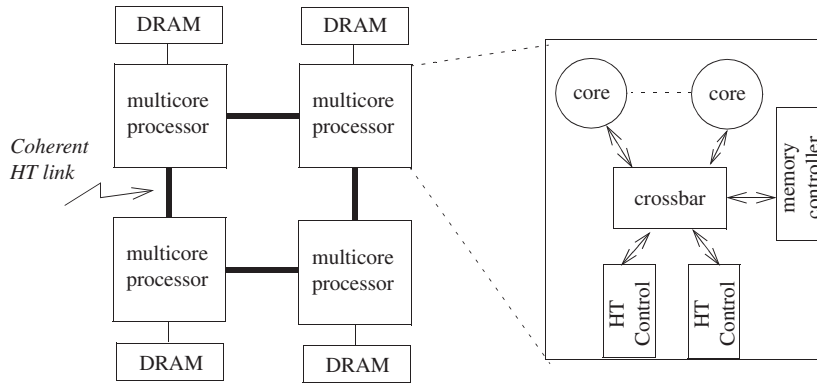 DRAM
DRAM
multicore
processor
multicore
processor
Coherent
HT link
multicore
processor
multicore
processor
DRAM
DRAM
core
core
crossbar
memory
controller
HT
Control
HT
Control